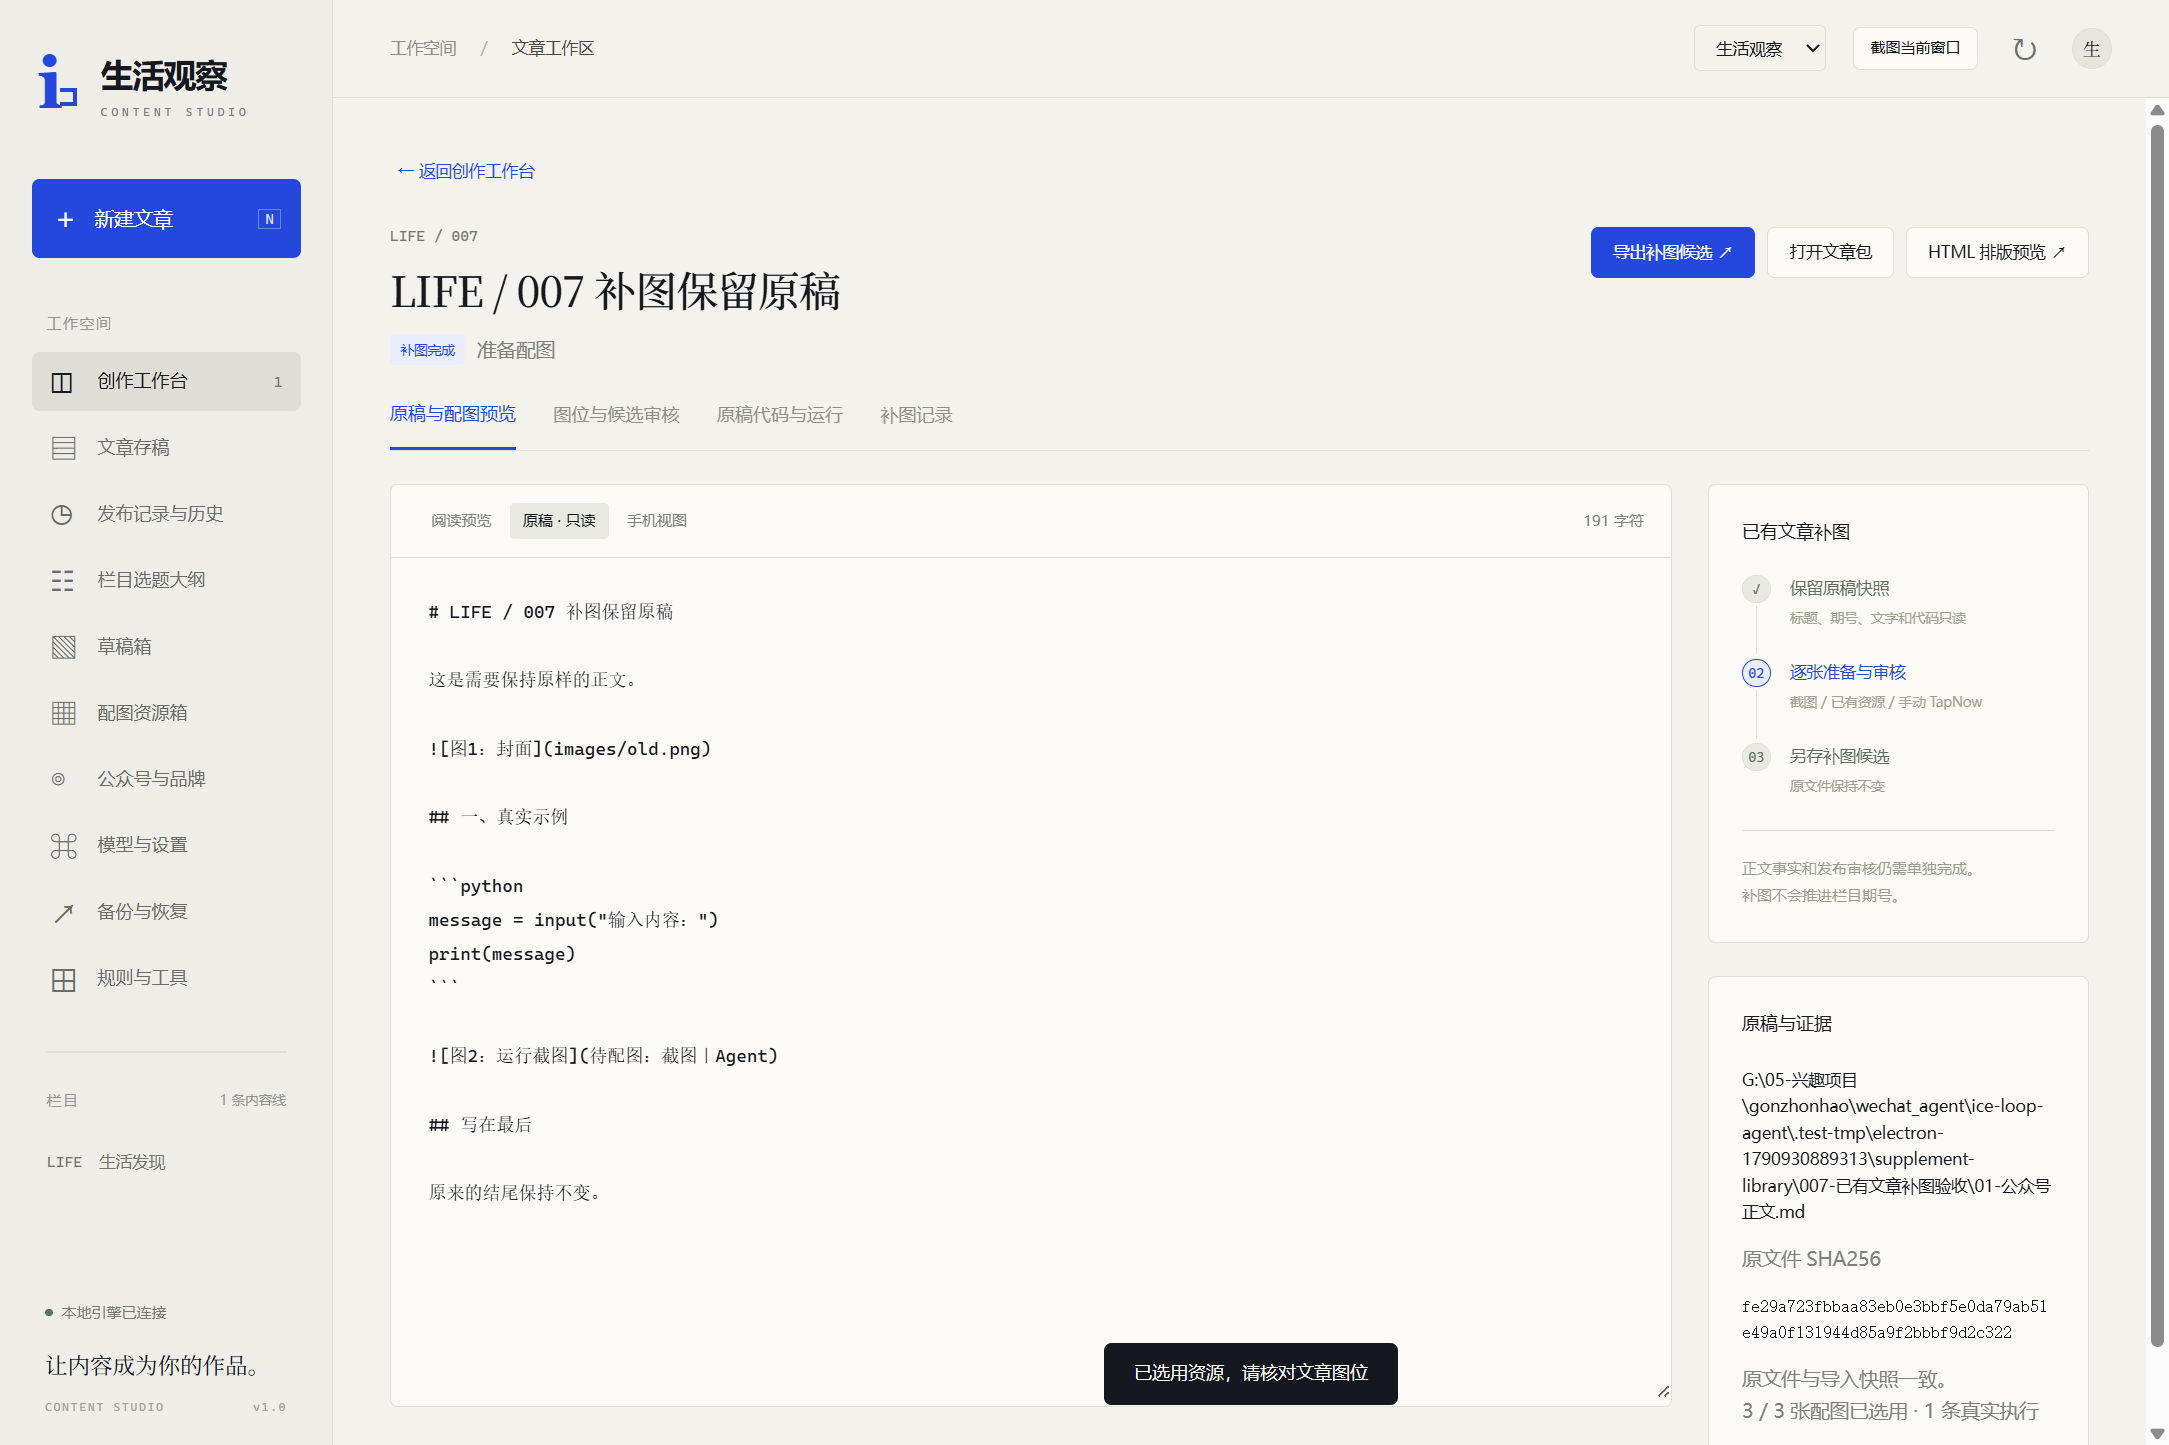 生活观察
CONTENT STUDIO
+ 新建文章 N
工作空间
创作工作台 1
文章存稿
发布记录与历史
栏目选题大纲
草稿箱
配图资源箱
公众号与品牌
模型与设置
备份与恢复
规则与工具
栏目 1 条内容线
LIFE 生活发现
本地引擎已连接
让内容成为你的作品。
CONTENT STUDIO v1.0
工作空间 / 文章工作区
生活观察
截图当前窗口
生
← 返回创作工作台
LIFE / 007
LIFE / 007 补图保留原稿
补图完成 准备配图
导出补图候选 ↗
打开文章包
HTML 排版预览 ↗
原稿与配图预览 图位与候选审核 原稿代码与运行 补图记录
阅读预览 原稿 · 只读 手机视图 191 字符
# LIFE / 007 补图保留原稿
这是需要保持原样的正文。
![图1：封面](images/old.png)
## 一、真实示例
```python
message = input("输入内容：")
print(message)
```
![图2：运行截图](待配图：截图｜Agent)
## 写在最后
原来的结尾保持不变。
已选用资源，请核对文章图位
已有文章补图
✓ 保留原稿快照
标题、期号、文字和代码只读
02 逐张准备与审核
截图 / 已有资源 / 手动 TapNow
03 另存补图候选
原文件保持不变
正文事实和发布审核仍需单独完成。
补图不会推进栏目期号。
原稿与证据
G:\05-兴趣项目
\gonzhonhao\wechat_agent\ice-loop-
agent\.test-tmp\electron-
1790930889313\supplement-
library\007-已有文章补图验收\01-公众号
正文.md
原文件 SHA256
fe29a723fbbaa83eb0e3bbf5e0da79ab51
e49a0f131944d85a9f2bbbf9d2c322
原文件与导入快照一致。
3 / 3 张配图已选用 · 1 条真实执行